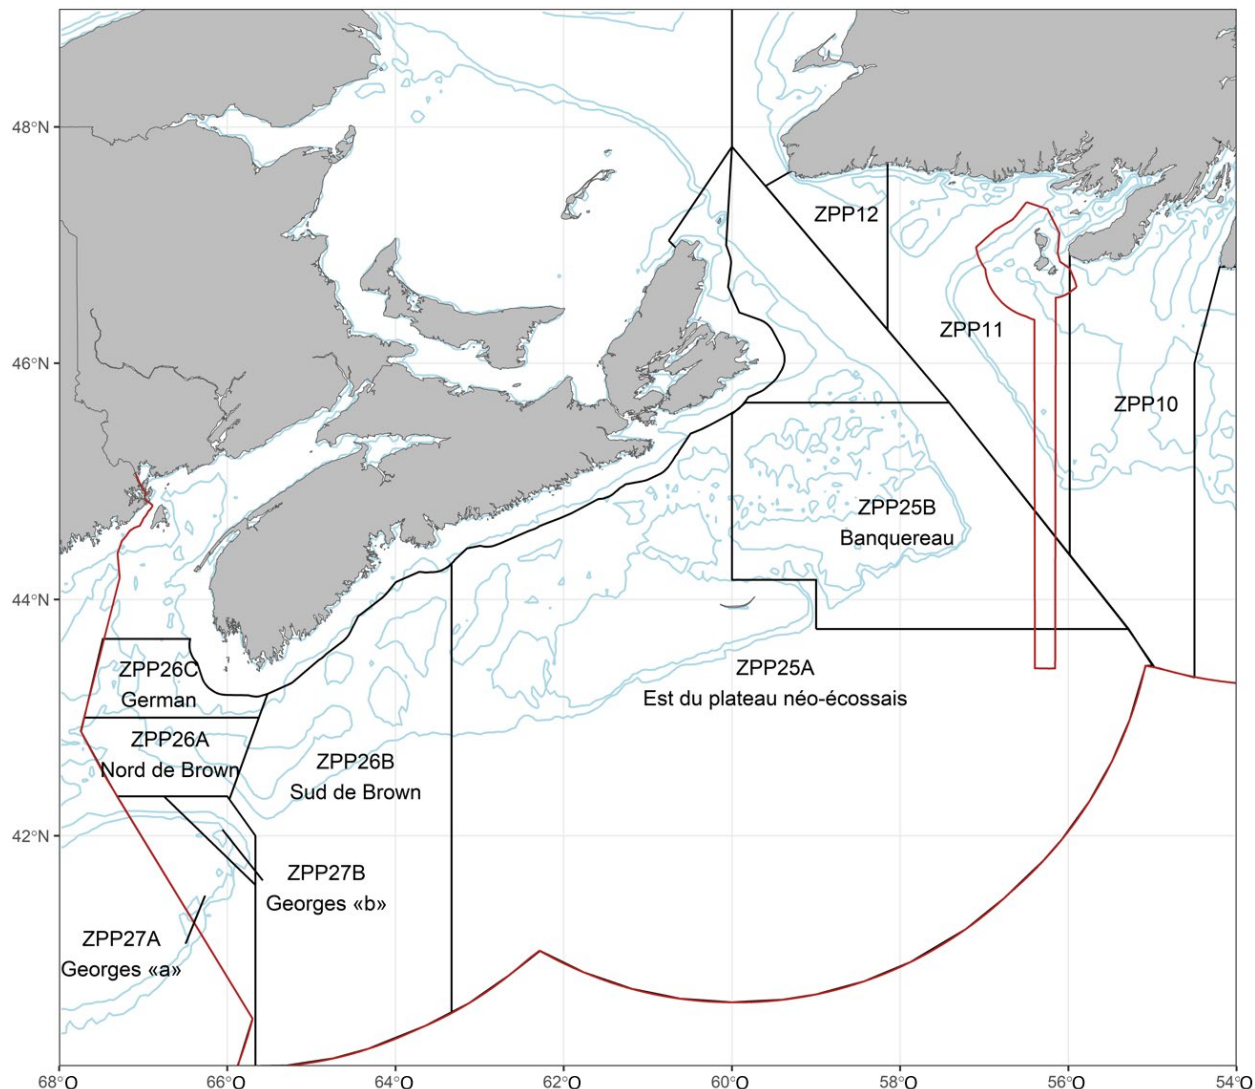 48°N
ZPP12
ZPP11
46°N
ZPP10
ZPP25B
Banquereau
44°N
ZPP26C
German
ZPP25A
Est du plateau néo-écossais
ZPP26A
Nord de Brown
ZPP26B
Sud de Brown
42°N
ZPP27B
Georges «b»
ZPP27A
Georges «a»
68°O
66°O
64°O
62°O
60°O
58°O
56°O
54°O